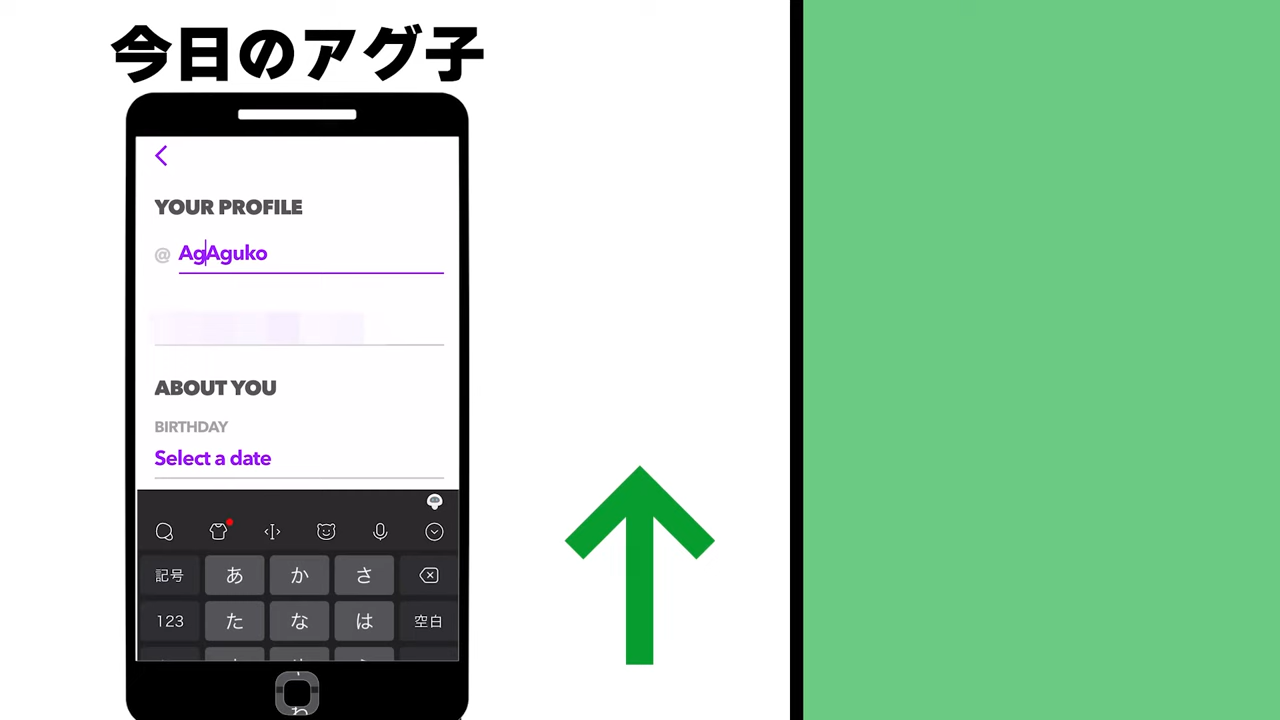 今日のアグ子
YOUR PROFILE
@ AgAguko
ABOUT YOU
BIRTHDAY
Select a date
記号 あ か さ
123 た な は 空白